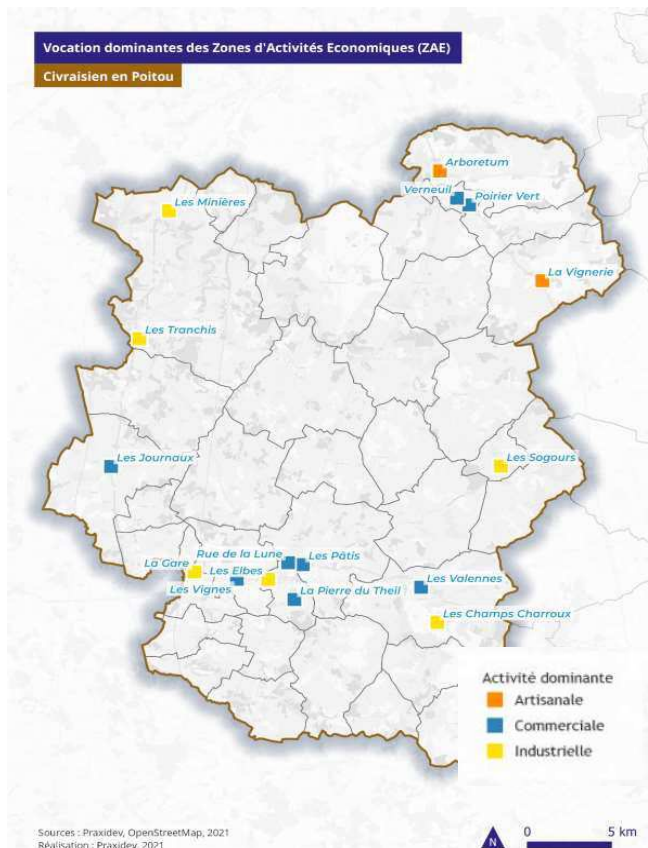 Vocation dominantes des Zones d'Activités Economiques (ZAE)
Civraisien en Poitou
Arboretum
Verneuil
Poirier Vert
Les Minières
La Vignerie
Les Tranchis
Les Journaux
Les Sogours
Rue de la Lune
Les Pâtis
La Gare
Les Elbes
Les Vignes
La Pierre du Theil
Les Valennes
Les Champs Charroux
Activité dominante
Artisanale
Commerciale
Industrielle
Sources : Praxidev, OpenStreetMap, 2021
Réalisation : Praxidev, 2021
N
0 5 km